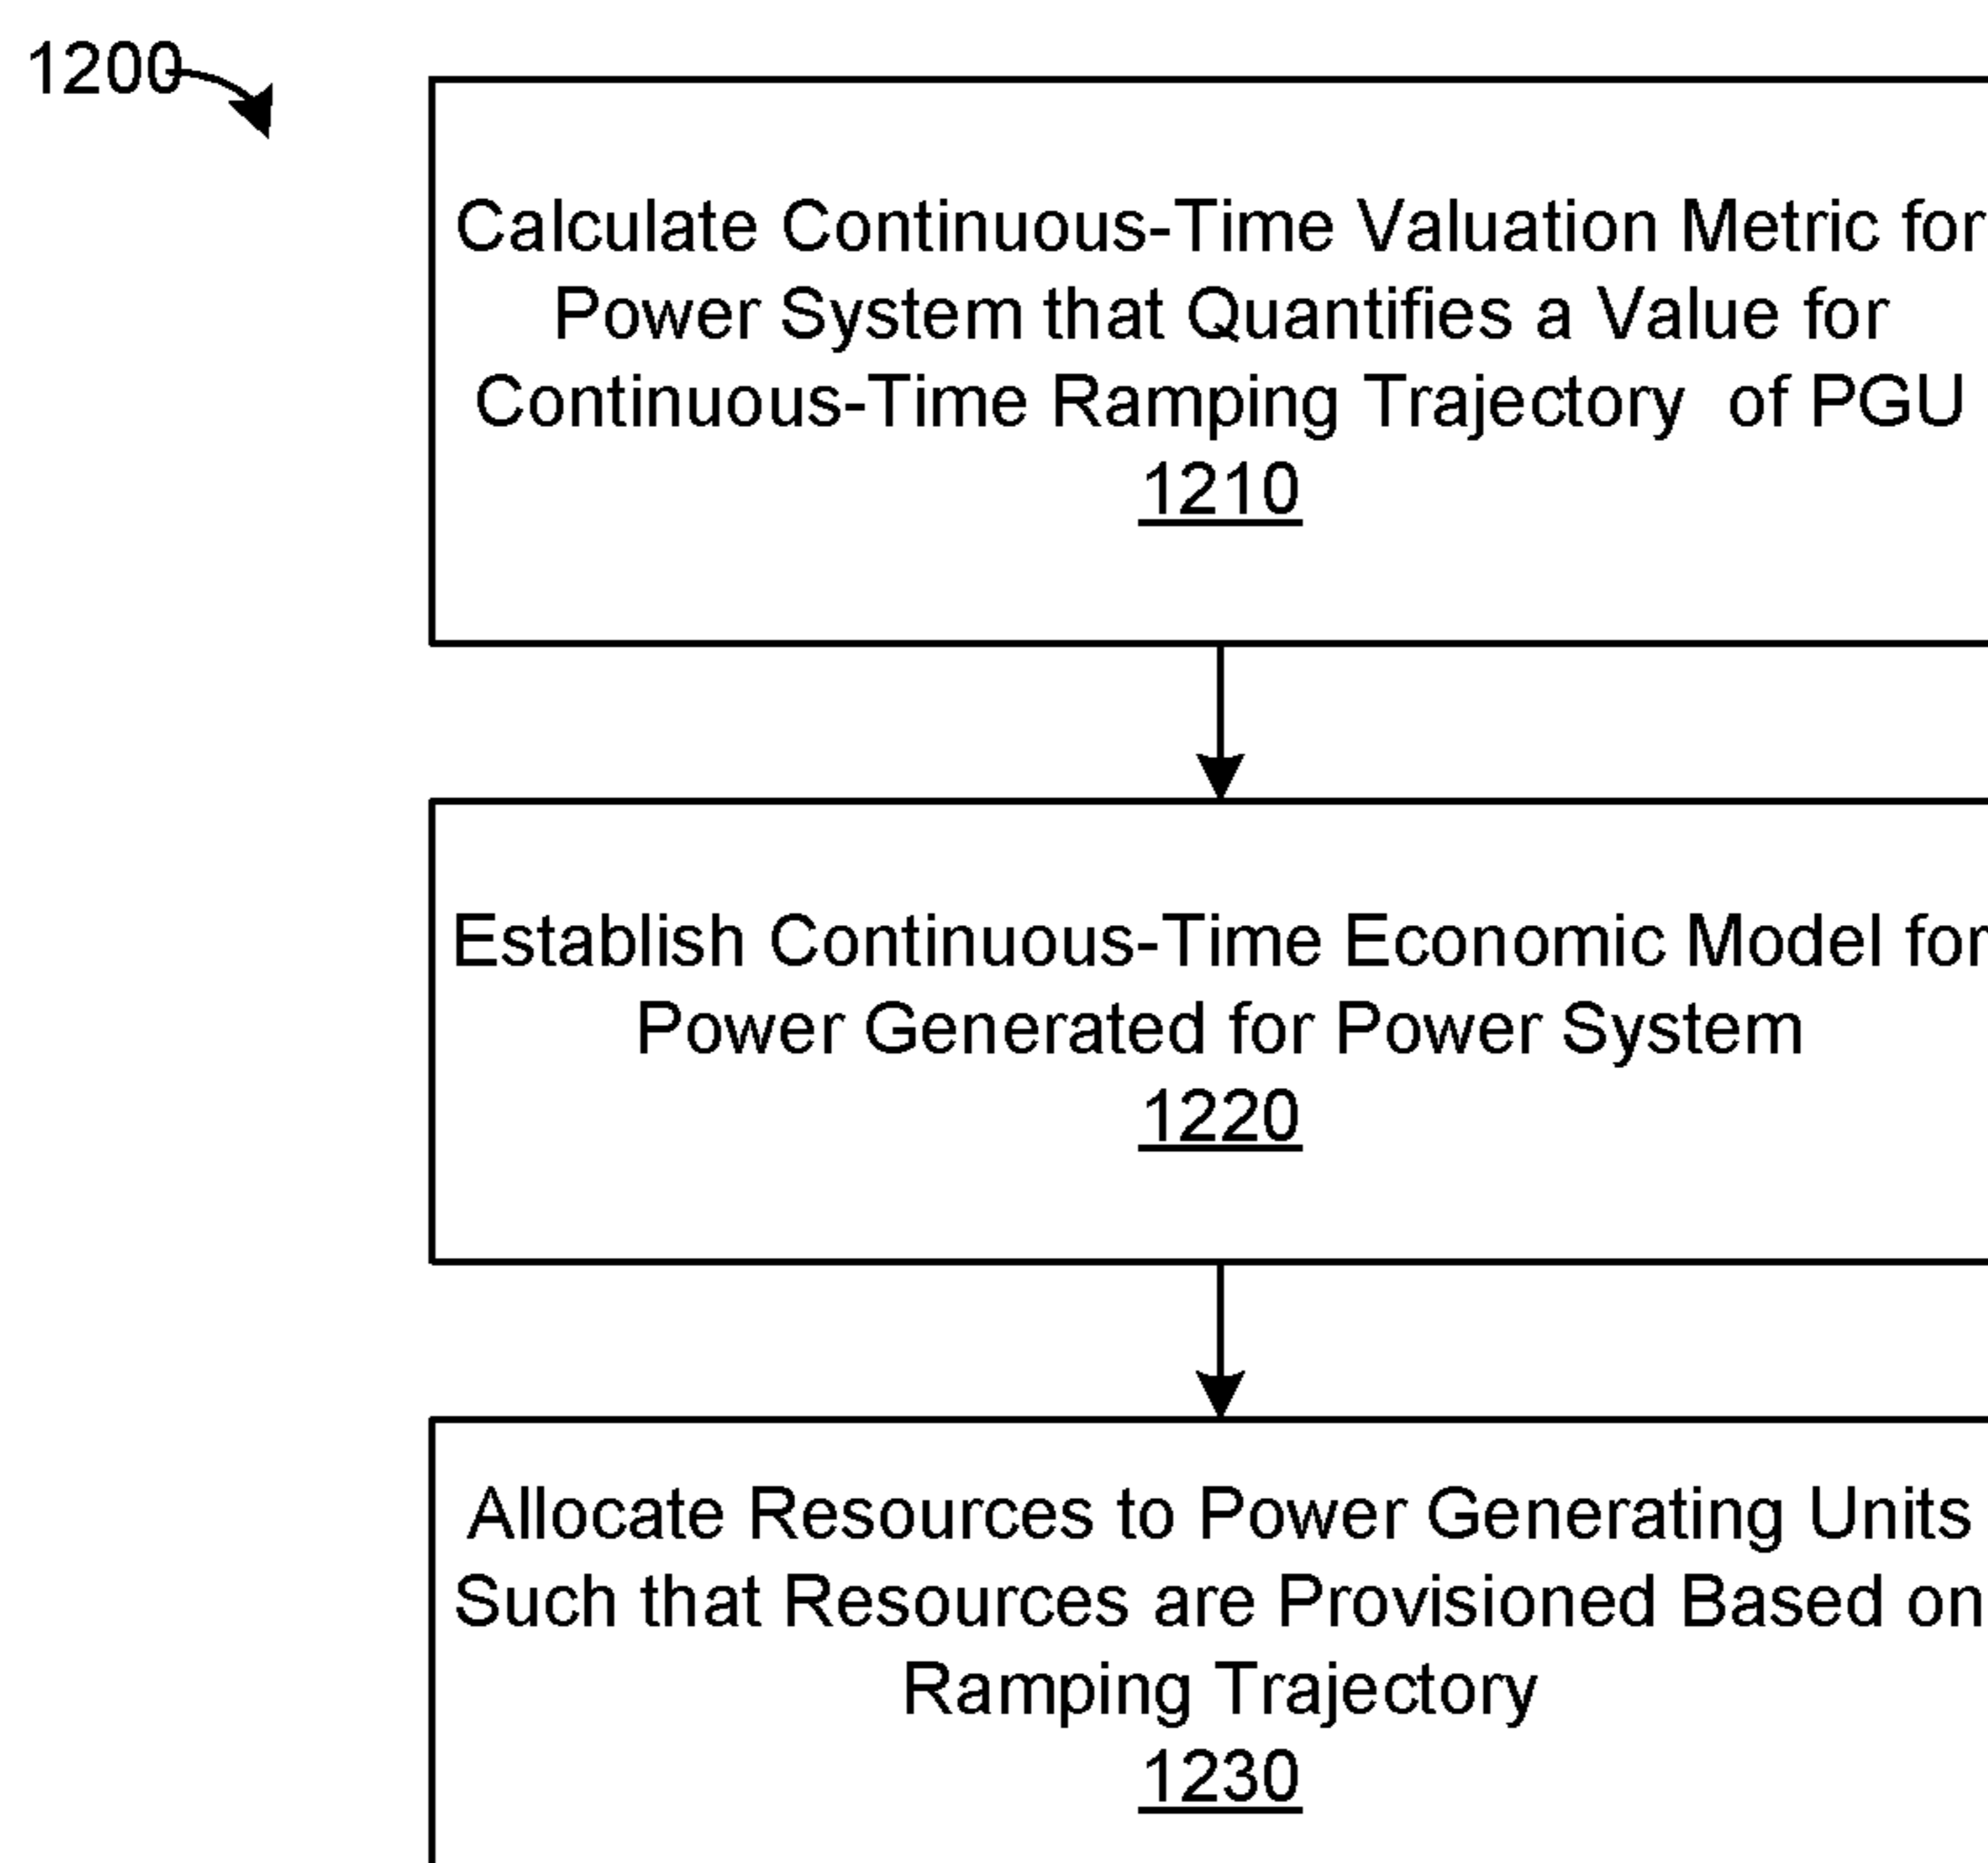 1200
Calculate Continuous-Time Valuation Metric for
Power System that Quantifies a Value for
Continuous-Time Ramping Trajectory of PGU
1210
Establish Continuous-Time Economic Model for
Power Generated for Power System
1220
Allocate Resources to Power Generating Units
Such that Resources are Provisioned Based on
Ramping Trajectory
1230